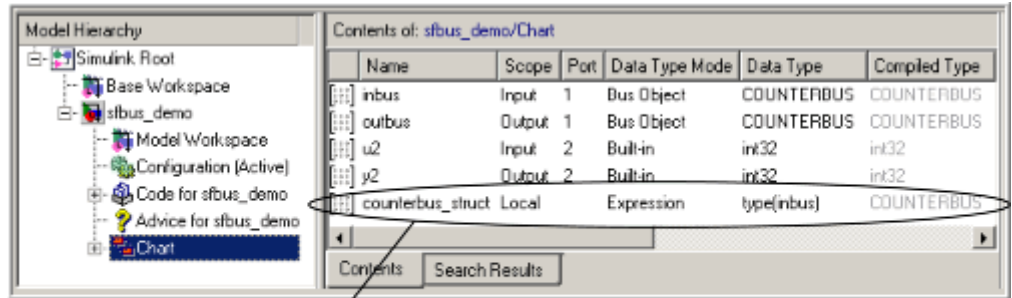 Model Hierarchy
Simulink Root
Base Workspace
sfbus_demo
Model Workspace
Configuration (Active)
Code for sfbus_demo
Advice for sfbus_demo
Chart
Contents of: sfbus_demo/Chart
Name Scope Port Data Type Mode Data Type Compiled Type
inbus Input 1 Bus Object COUNTERBUS COUNTERBUS
outbus Output 1 Bus Object COUNTERBUS COUNTERBUS
u2 Input 2 Built-in int32 int32
y2 Output 2 Built-in int32 int32
counterbus_struct Local Expression type(inbus) COUNTERBUS
Contents Search Results